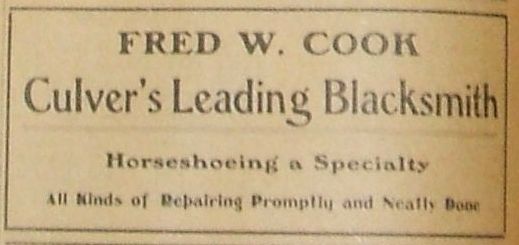 FRED W. COOK
Culver's Leading Blacksmith
Horseshoeing a Specialty
All Kinds of Repairing Promptly and Neatly Done